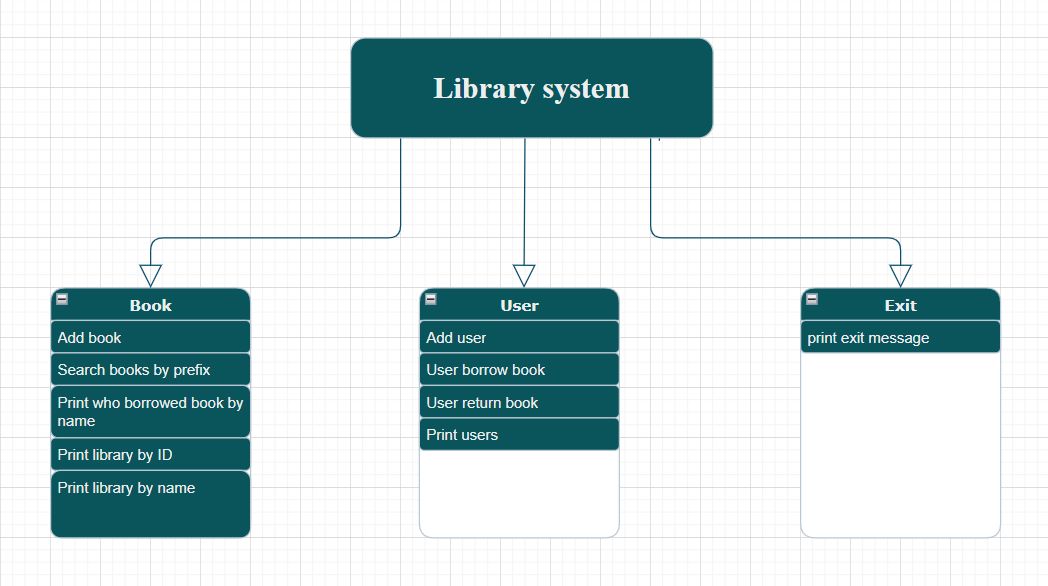 Library system
Book
Add book
Search books by prefix
Print who borrowed book by
name
Print library by ID
Print library by name
User
Add user
User borrow book
User return book
Print users
Exit
print exit message